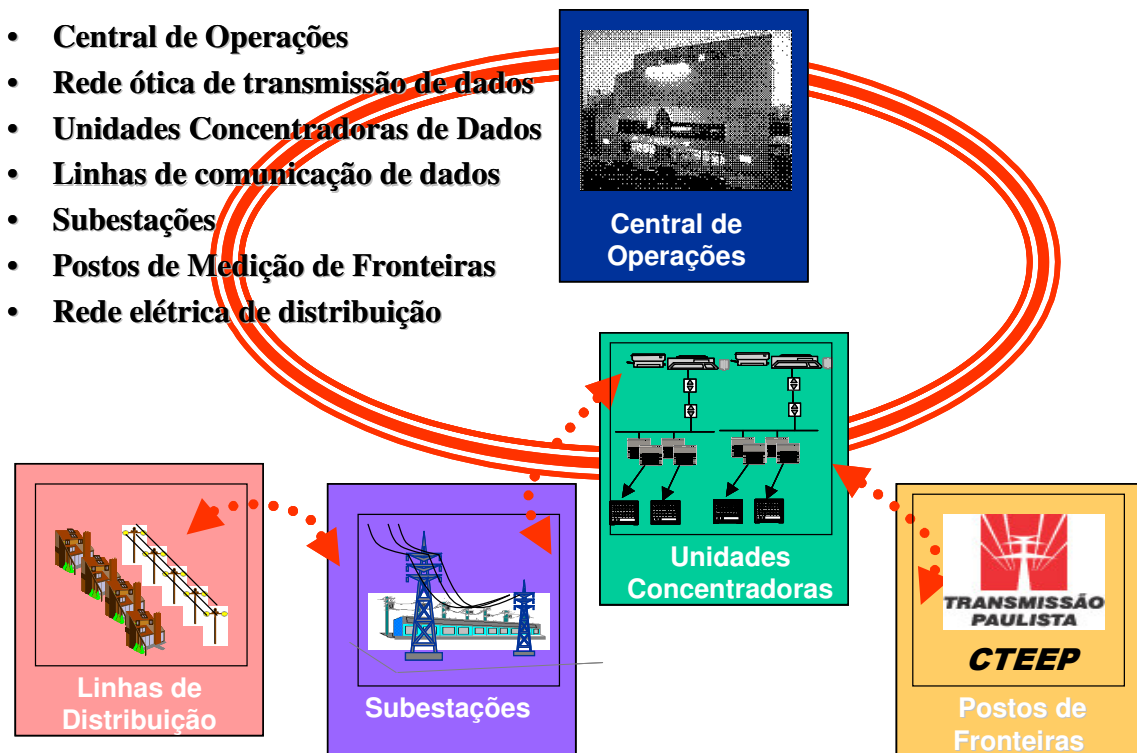 • Central de Operações
• Rede ótica de transmissão de dados
• Unidades Concentradoras de Dados
• Linhas de comunicação de dados
• Subestações
• Postos de Medição de Fronteiras
• Rede elétrica de distribuição
Central de
Operações
Unidades
Concentradoras
Linhas de
Distribuição
Subestações
TRANSMISSÃO
PAULISTA
CTEEP
Postos de
Fronteiras